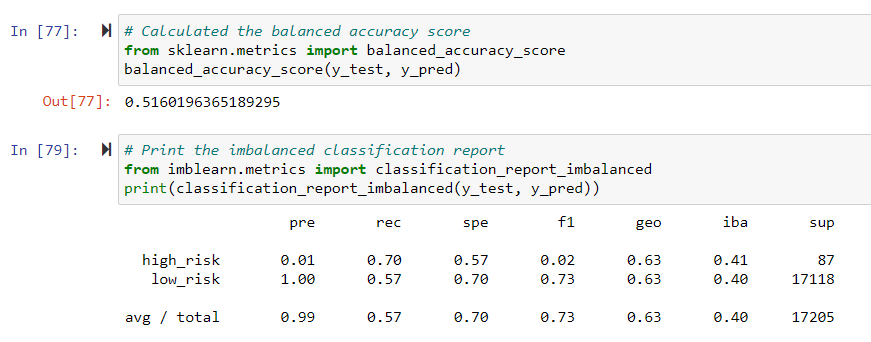 In [77]: # Calculated the balanced accuracy score
from sklearn.metrics import balanced_accuracy_score
balanced_accuracy_score(y_test, y_pred)
Out[77]: 0.5160196365189295
In [79]: # Print the imbalanced classification report
from imblearn.metrics import classification_report_imbalanced
print(classification_report_imbalanced(y_test, y_pred))
pre rec spe f1 geo iba sup
high_risk 0.01 0.70 0.57 0.02 0.63 0.41 87
low_risk 1.00 0.57 0.70 0.73 0.63 0.40 17118
avg / total 0.99 0.57 0.70 0.73 0.63 0.40 17205